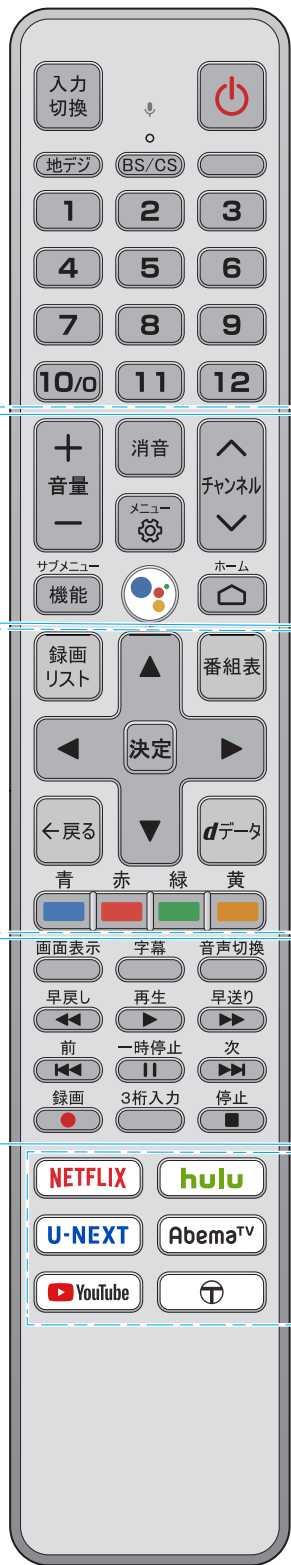 入力
切換
地デジ
BS/CS
1 2 3
4 5 6
7 8 9
10/0 11 12
+
音量
−
消音
チャンネル
メニュー
サブメニュー
機能
ホーム
録画
リスト
番組表
決定
←戻る
dデータ
青 赤 緑 黄
画面表示 字幕 音声切換
早戻し 再生 早送り
前 一時停止 次
録画 3桁入力 停止
NETFLIX hulu
U-NEXT AbemaTV
YouTube